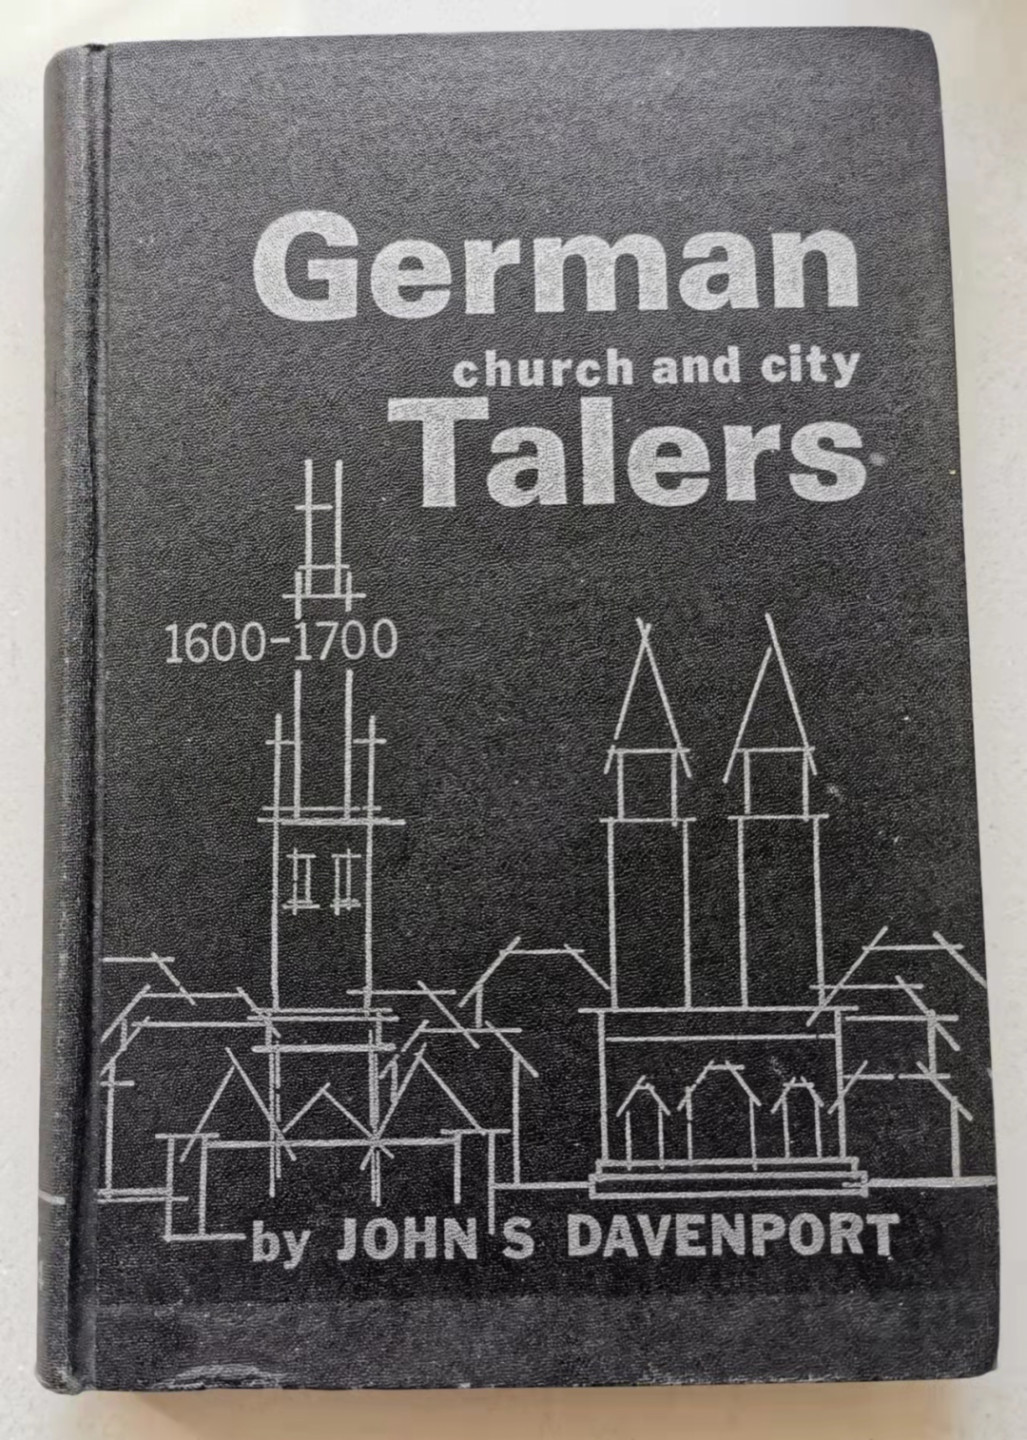 German
church and city
Talers
1600-1700
by JOHN S DAVENPORT